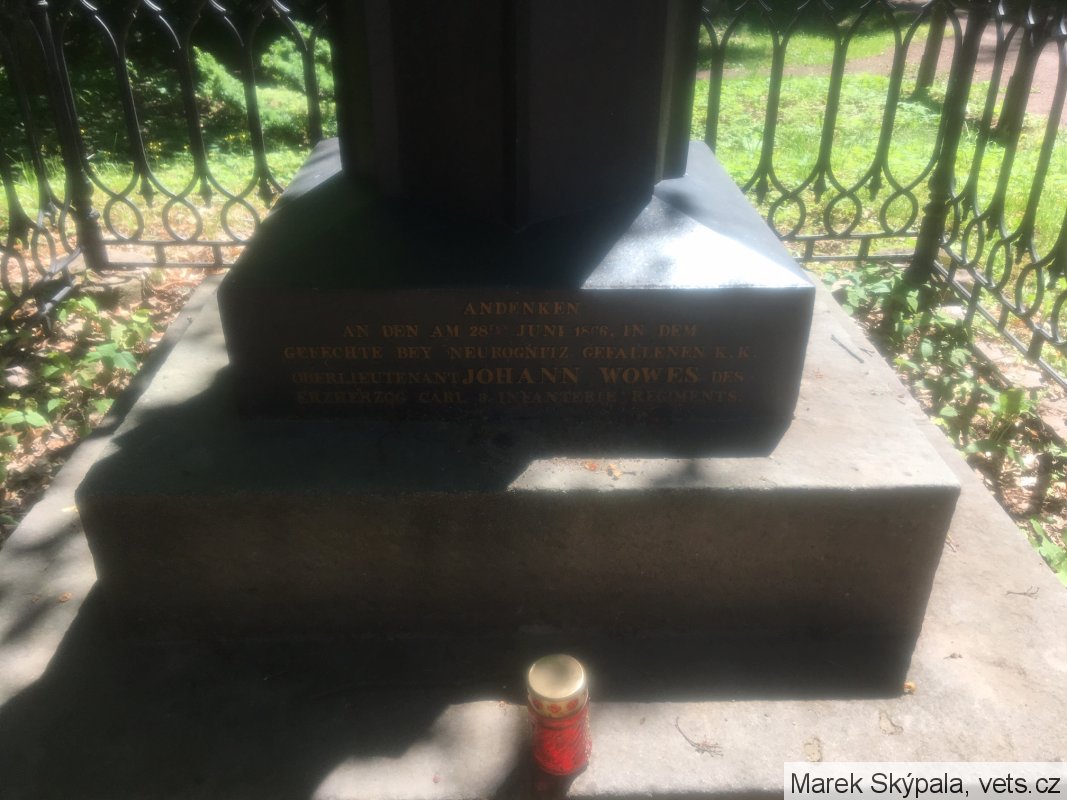 ANDENKEN
AN DEN AM 28TEN JUNI 1866, IN DEM
GEFECHTE BEY NEUROGNITZ GEFALLENEN K. K.
OBERLIEUTENANT JOHANN WOWES DES
ERZHERZOG CARL 3. INFANTERIE REGIMENTS.
Marek Skýpala, vets.cz